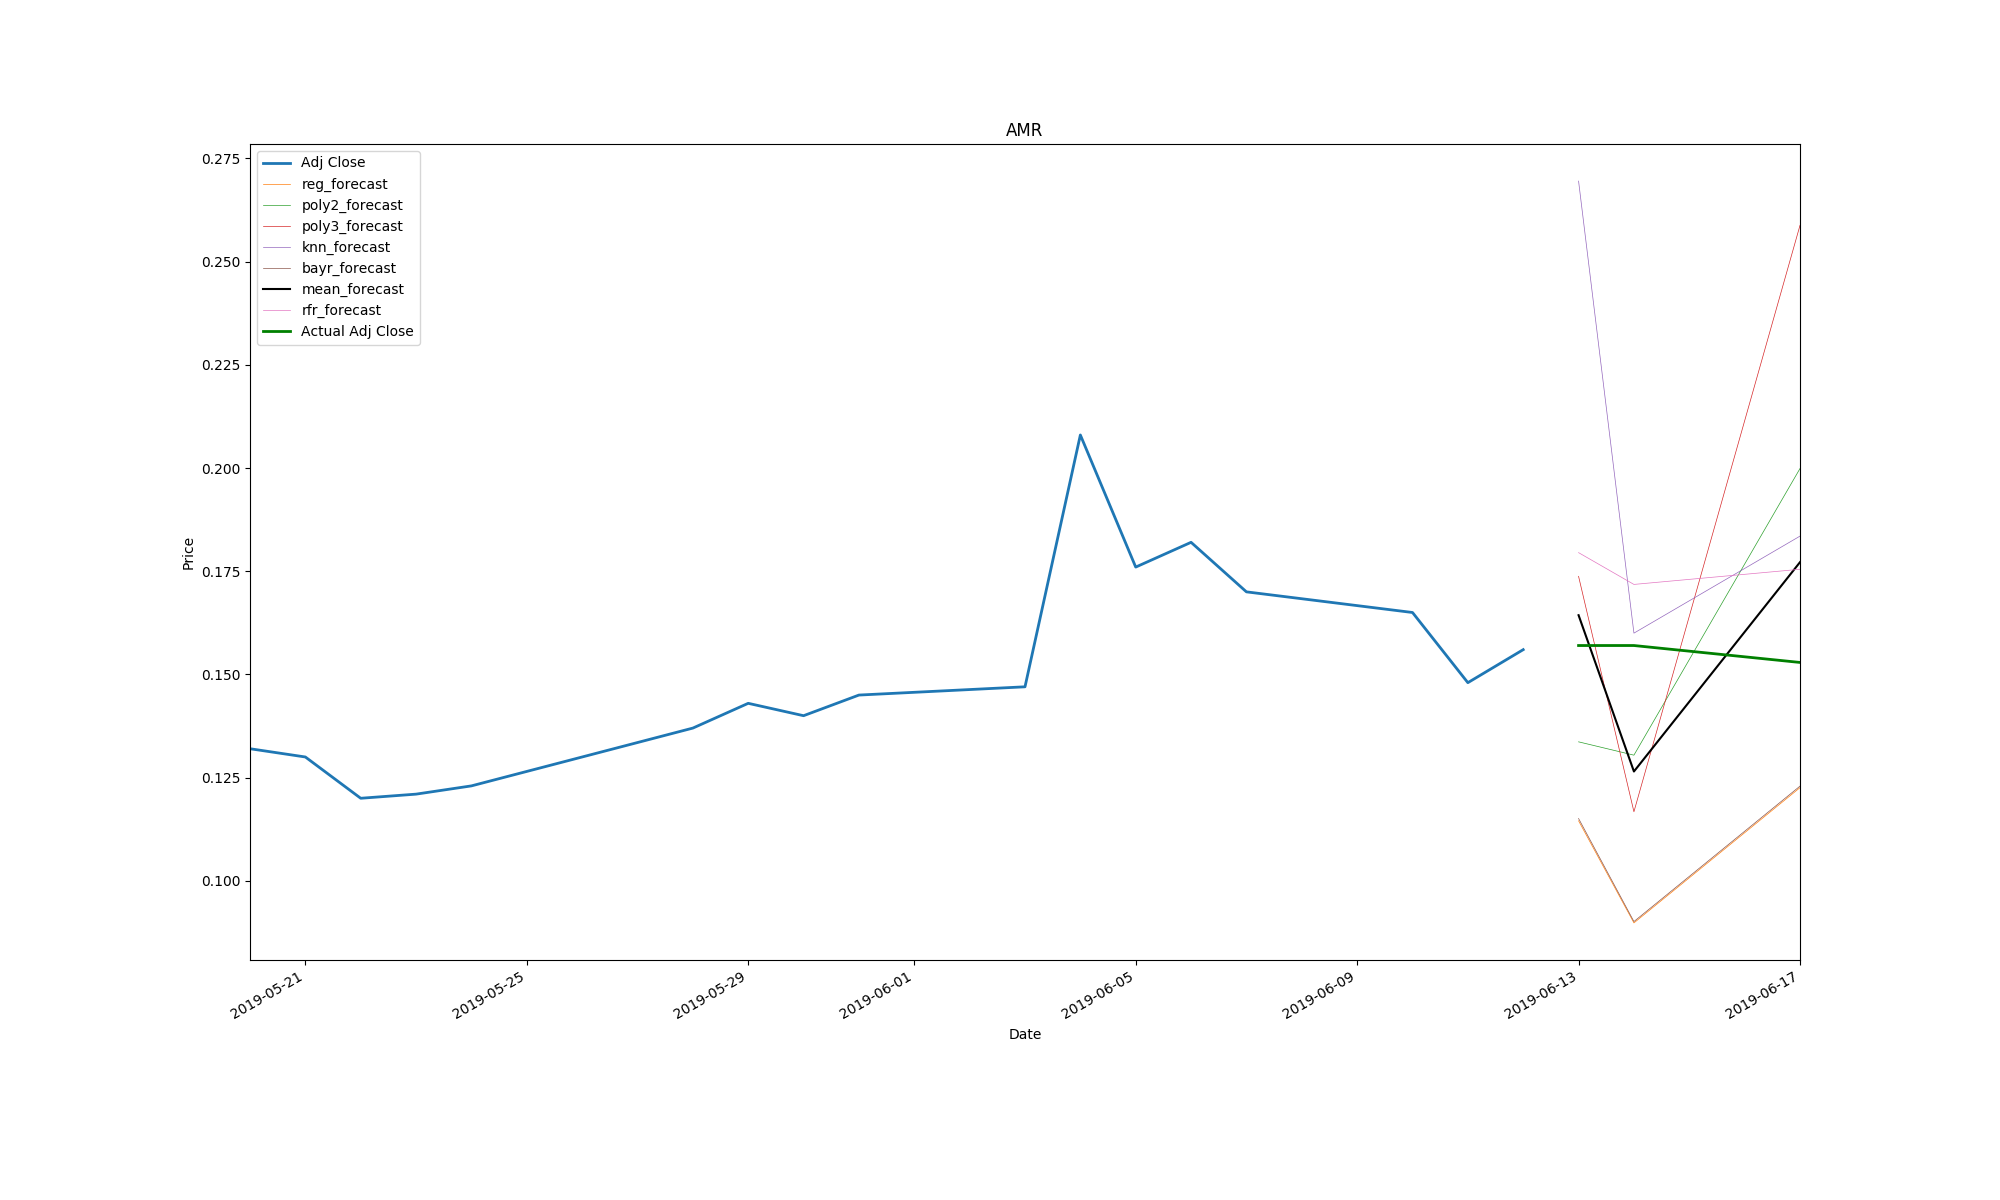 AMR
0.275
0.250
0.225
0.200
0.175
0.150
0.125
0.100
Price
Adj Close
reg_forecast
poly2_forecast
poly3_forecast
knn_forecast
bayr_forecast
mean_forecast
rfr_forecast
Actual Adj Close
2019-05-21
2019-05-25
2019-05-29
2019-06-01
2019-06-05
2019-06-09
2019-06-13
2019-06-17
Date